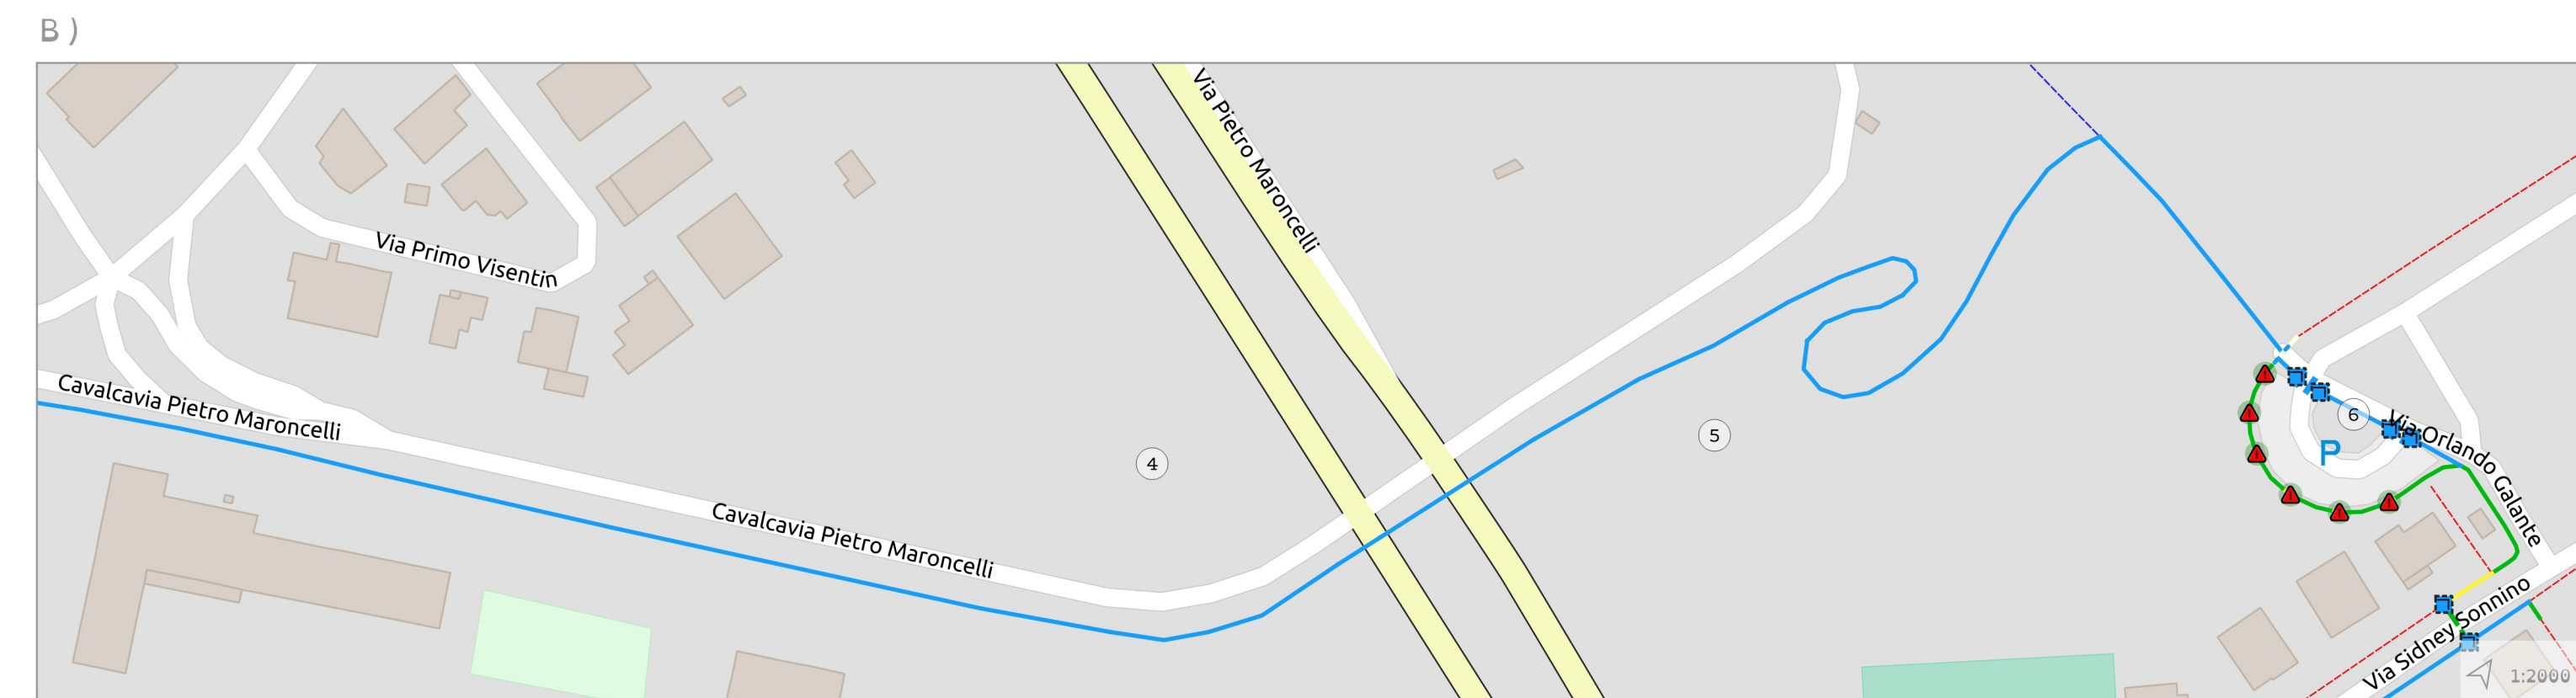 B )
Via Pietro Maroncelli
Via Primo Visentin
Cavalcavia Pietro Maroncelli
Cavalcavia Pietro Maroncelli
4
5
6
P
Via Orlando Galante
Via Sidney Sonnino
1:2000